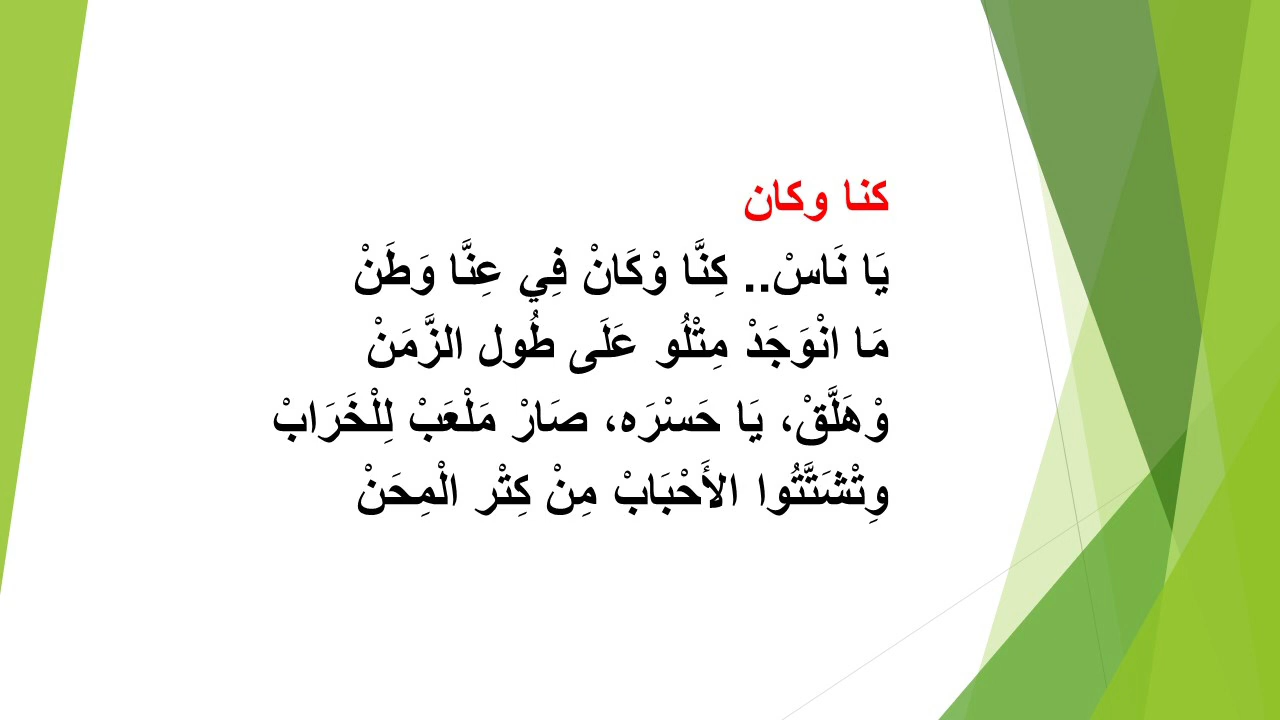 كنا وكان
يَا نَاسْ.. كِنَّا وْكَانْ فِي عِنَّا وَطَنْ
مَا انْوَجَدْ مِتْلُو عَلَى طُول الزَّمَنْ
وْهَلَّقْ، يَا حَسْرَه، صَارْ مَلْعَبْ لِلْخَرَابْ
وِتْشَتَّتُوا الأَحْبَابْ مِنْ كِتْر الْمِحَنْ